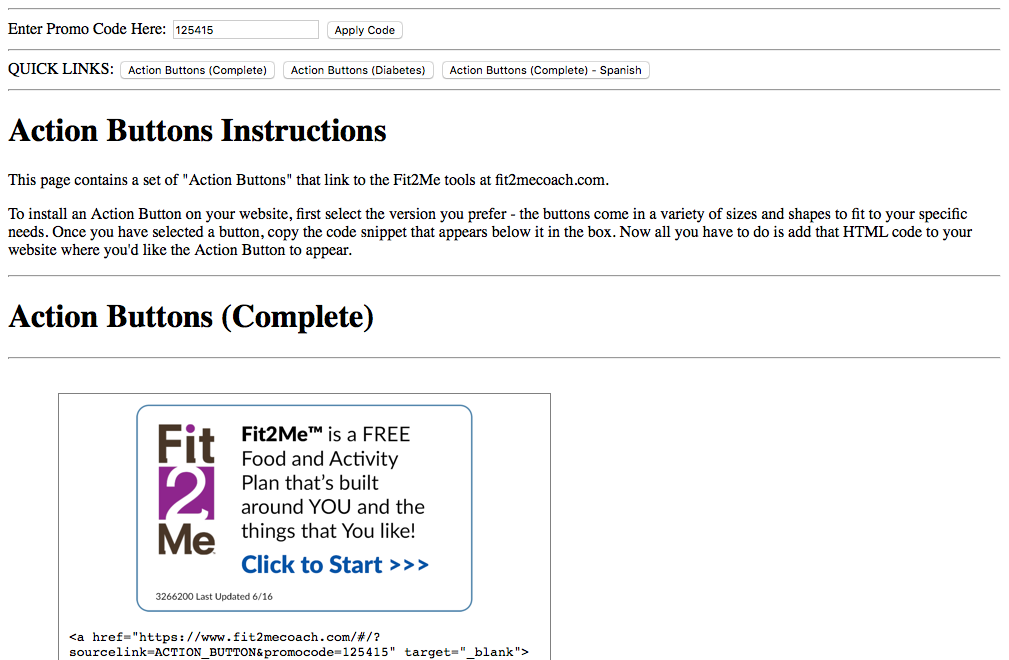 Enter Promo Code Here: 125415 Apply Code
QUICK LINKS: Action Buttons (Complete) Action Buttons (Diabetes) Action Buttons (Complete) - Spanish
Action Buttons Instructions
This page contains a set of "Action Buttons" that link to the Fit2Me tools at fit2mecoach.com.
To install an Action Button on your website, first select the version you prefer - the buttons come in a variety of sizes and shapes to fit to your specific
needs. Once you have selected a button, copy the code snippet that appears below it in the box. Now all you have to do is add that HTML code to your
website where you'd like the Action Button to appear.
Action Buttons (Complete)
Fit
2
Me
Fit2Me™ is a FREE
Food and Activity
Plan that’s built
around YOU and the
things that You like!
Click to Start >>>
3266200 Last Updated 6/16
<a href="https://www.fit2mecoach.com/#/?
sourcelink=ACTION_BUTTON&promocode=125415" target="_blank">